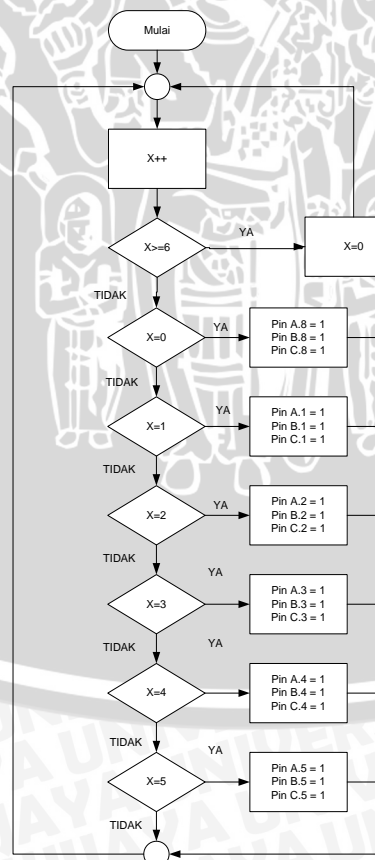 Mulai
X++
X>=6
YA
X=0
TIDAK
X=0
YA
Pin A.8 = 1
Pin B.8 = 1
Pin C.8 = 1
TIDAK
X=1
YA
Pin A.1 = 1
Pin B.1 = 1
Pin C.1 = 1
TIDAK
X=2
YA
Pin A.2 = 1
Pin B.2 = 1
Pin C.2 = 1
TIDAK
YA
X=3
Pin A.3 = 1
Pin B.3 = 1
Pin C.3 = 1
TIDAK
YA
X=4
Pin A.4 = 1
Pin B.4 = 1
Pin C.4 = 1
TIDAK
YA
X=5
Pin A.5 = 1
Pin B.5 = 1
Pin C.5 = 1
TIDAK